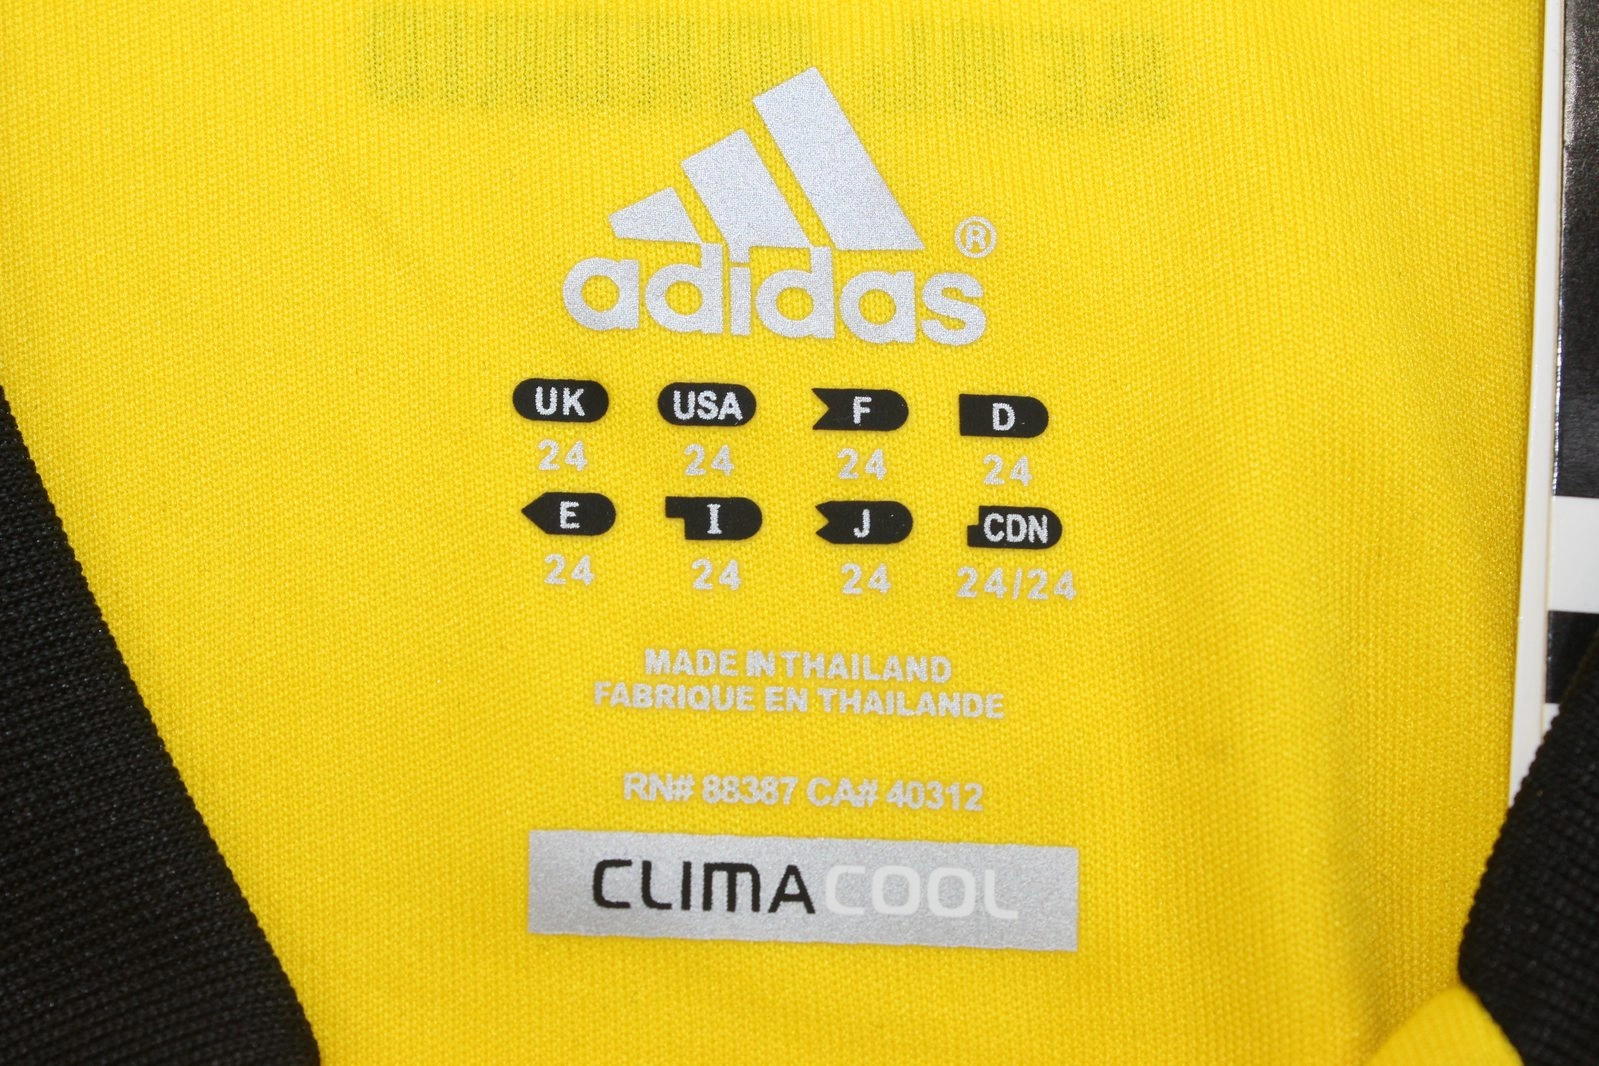 adidas®
UK USA F D
24 24 24 24
E I J CDN
24 24 24 24/24
MADE IN THAILAND
FABRIQUE EN THAILANDE
RN# 88387 CA# 40312
CLIMACOOL